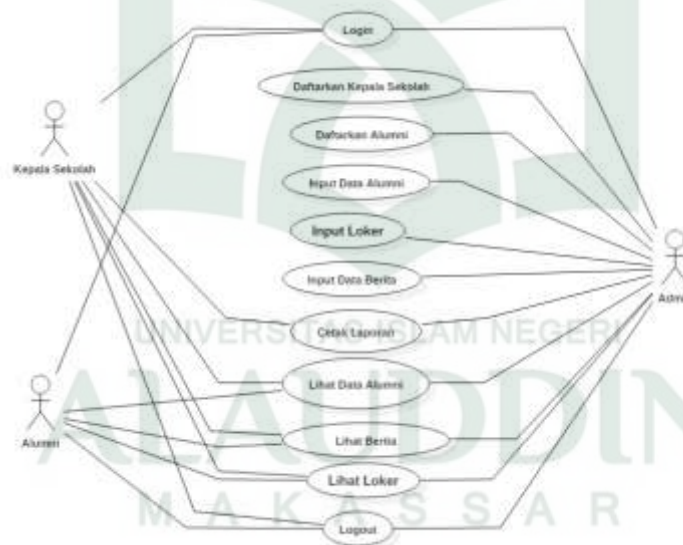 Login
Daftarkan Kepala Sekolah
Daftarkan Alumni
Kepala Sekolah
Input Data Alumni
Input Loker
Input Data Berita
Cetak Laporan
UNIVERSITAS ISLAM NEGERI
Lihat Data Alumni
ALAUDDIN
Alumni
Lihat Berita
Lihat Loker
MAKASSAR
Logout